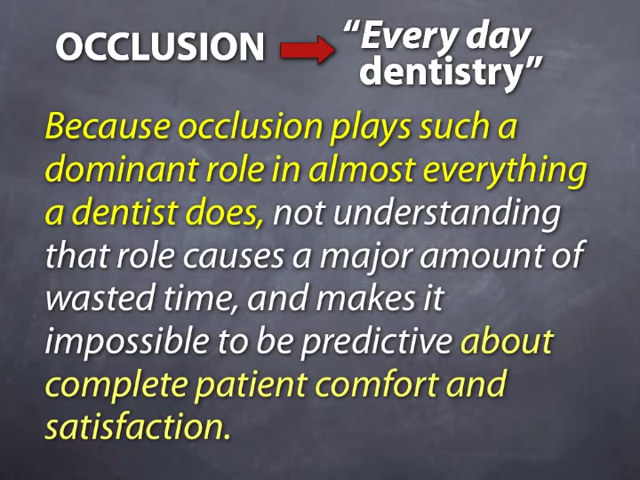 OCCLUSION “Every day
dentistry”
Because occlusion plays such a
dominant role in almost everything
a dentist does, not understanding
that role causes a major amount of
wasted time, and makes it
impossible to be predictive about
complete patient comfort and
satisfaction.